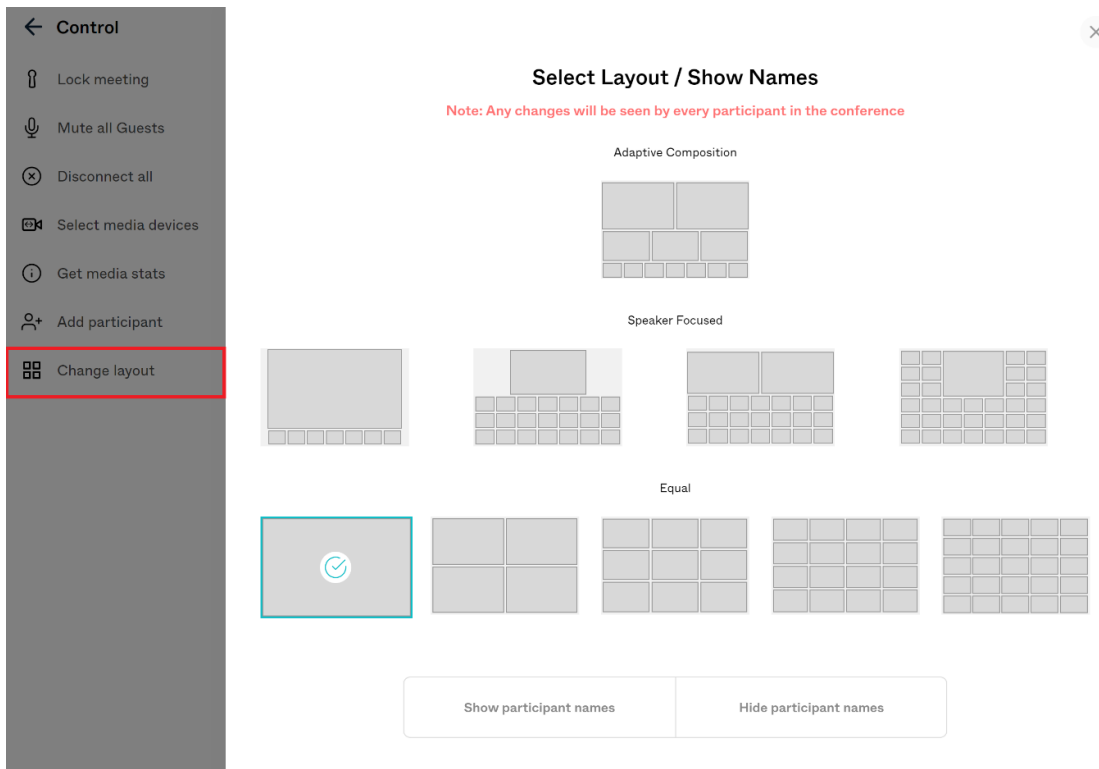 Control
Lock meeting
Mute all Guests
Disconnect all
Select media devices
Get media stats
Add participant
Change layout
Select Layout / Show Names
Note: Any changes will be seen by every participant in the conference
Adaptive Composition
Speaker Focused
Equal
Show participant names
Hide participant names